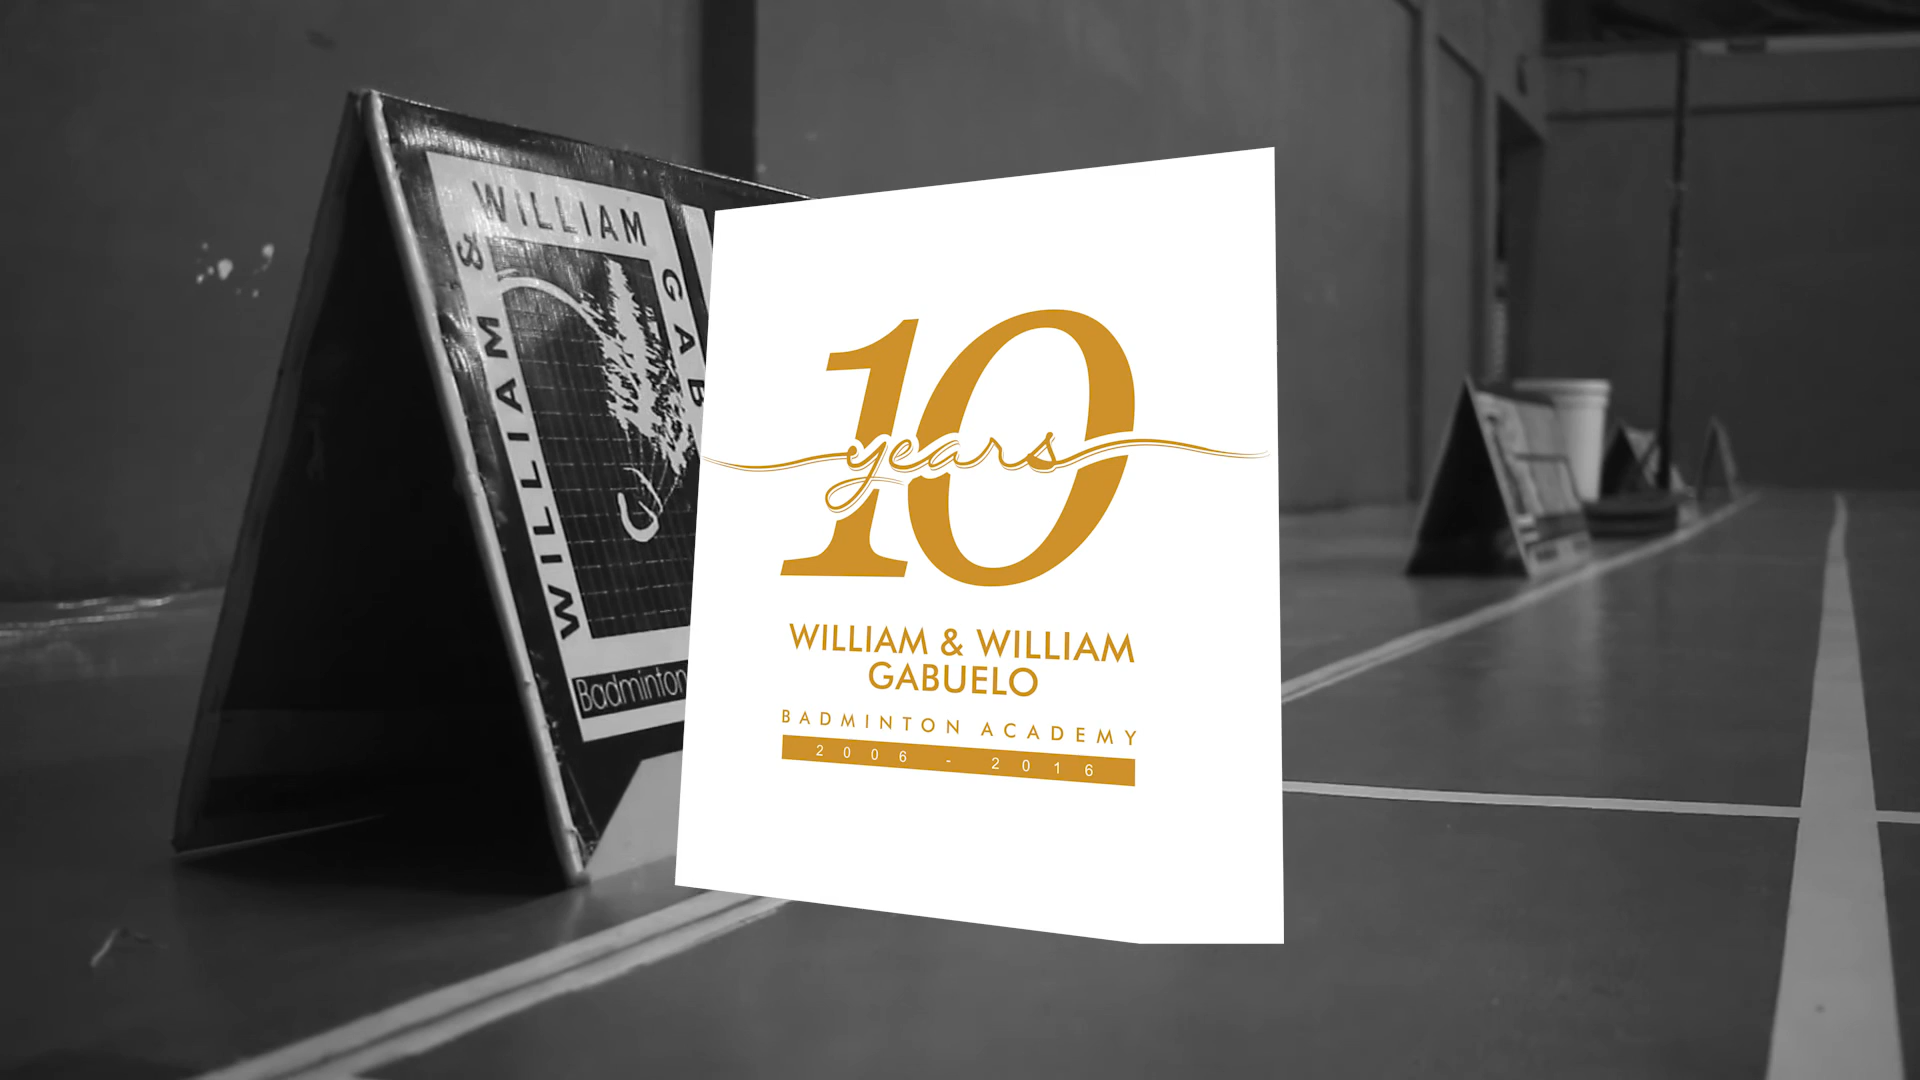 WILLIAM
&
WILLIAM
GAB
Badminton
10
years
WILLIAM & WILLIAM
GABUELO
BADMINTON ACADEMY
2006 - 2016